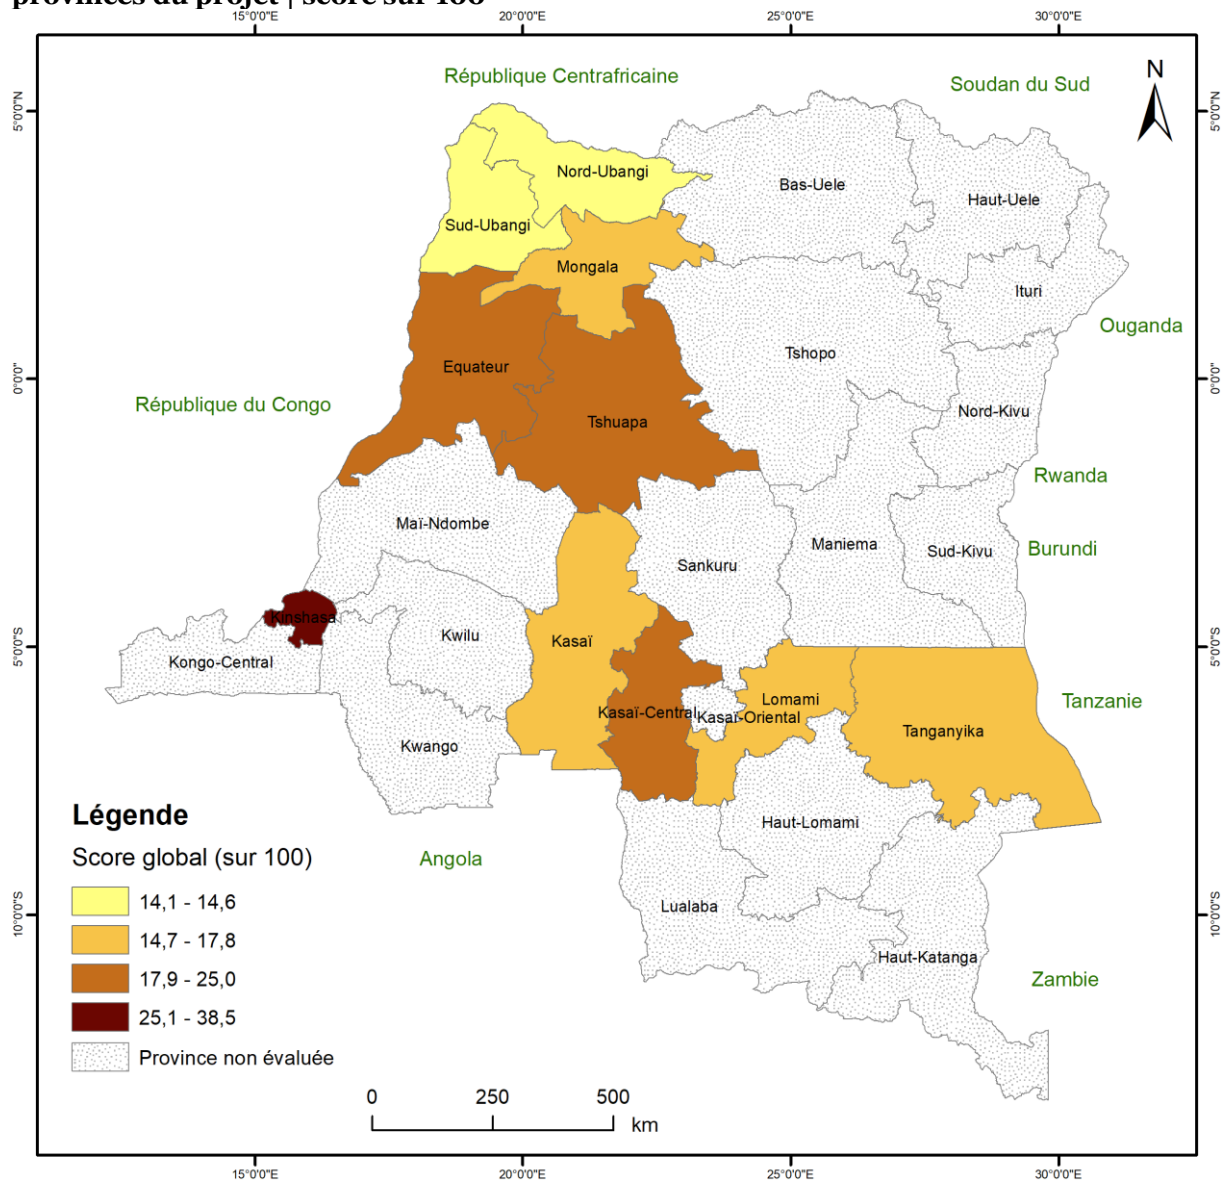 provinces du projet | score sur 100
15°0'0"E 20°0'0"E 25°0'0"E 30°0'0"E
République Centrafricaine
Soudan du Sud
N
5°0'0"N 5°0'0"N
Nord-Ubangi
Bas-Uele
Haut-Uele
Sud-Ubangi
Mongala
Ituri
Ouganda
Tshopo
Equateur
0°0'0" 0°0'0"
République du Congo
Nord-Kivu
Tshuapa
Rwanda
Maï-Ndombe
Maniema
Sud-Kivu
Burundi
Sankuru
Kinshasa
Kwilu
Kasaï
5°0'0"S 5°0'0"S
Kongo-Central
Lomami
Tanzanie
Kasaï-Central
Kasaï-Oriental
Tanganyika
Kwango
Légende
Haut-Lomami
Score global (sur 100)
Angola
14,1 - 14,6
Lualaba
10°0'0"S 10°0'0"S
14,7 - 17,8
Haut-Katanga
17,9 - 25,0
Zambie
25,1 - 38,5
Province non évaluée
0 250 500
km
15°0'0"E 20°0'0"E 25°0'0"E 30°0'0"E